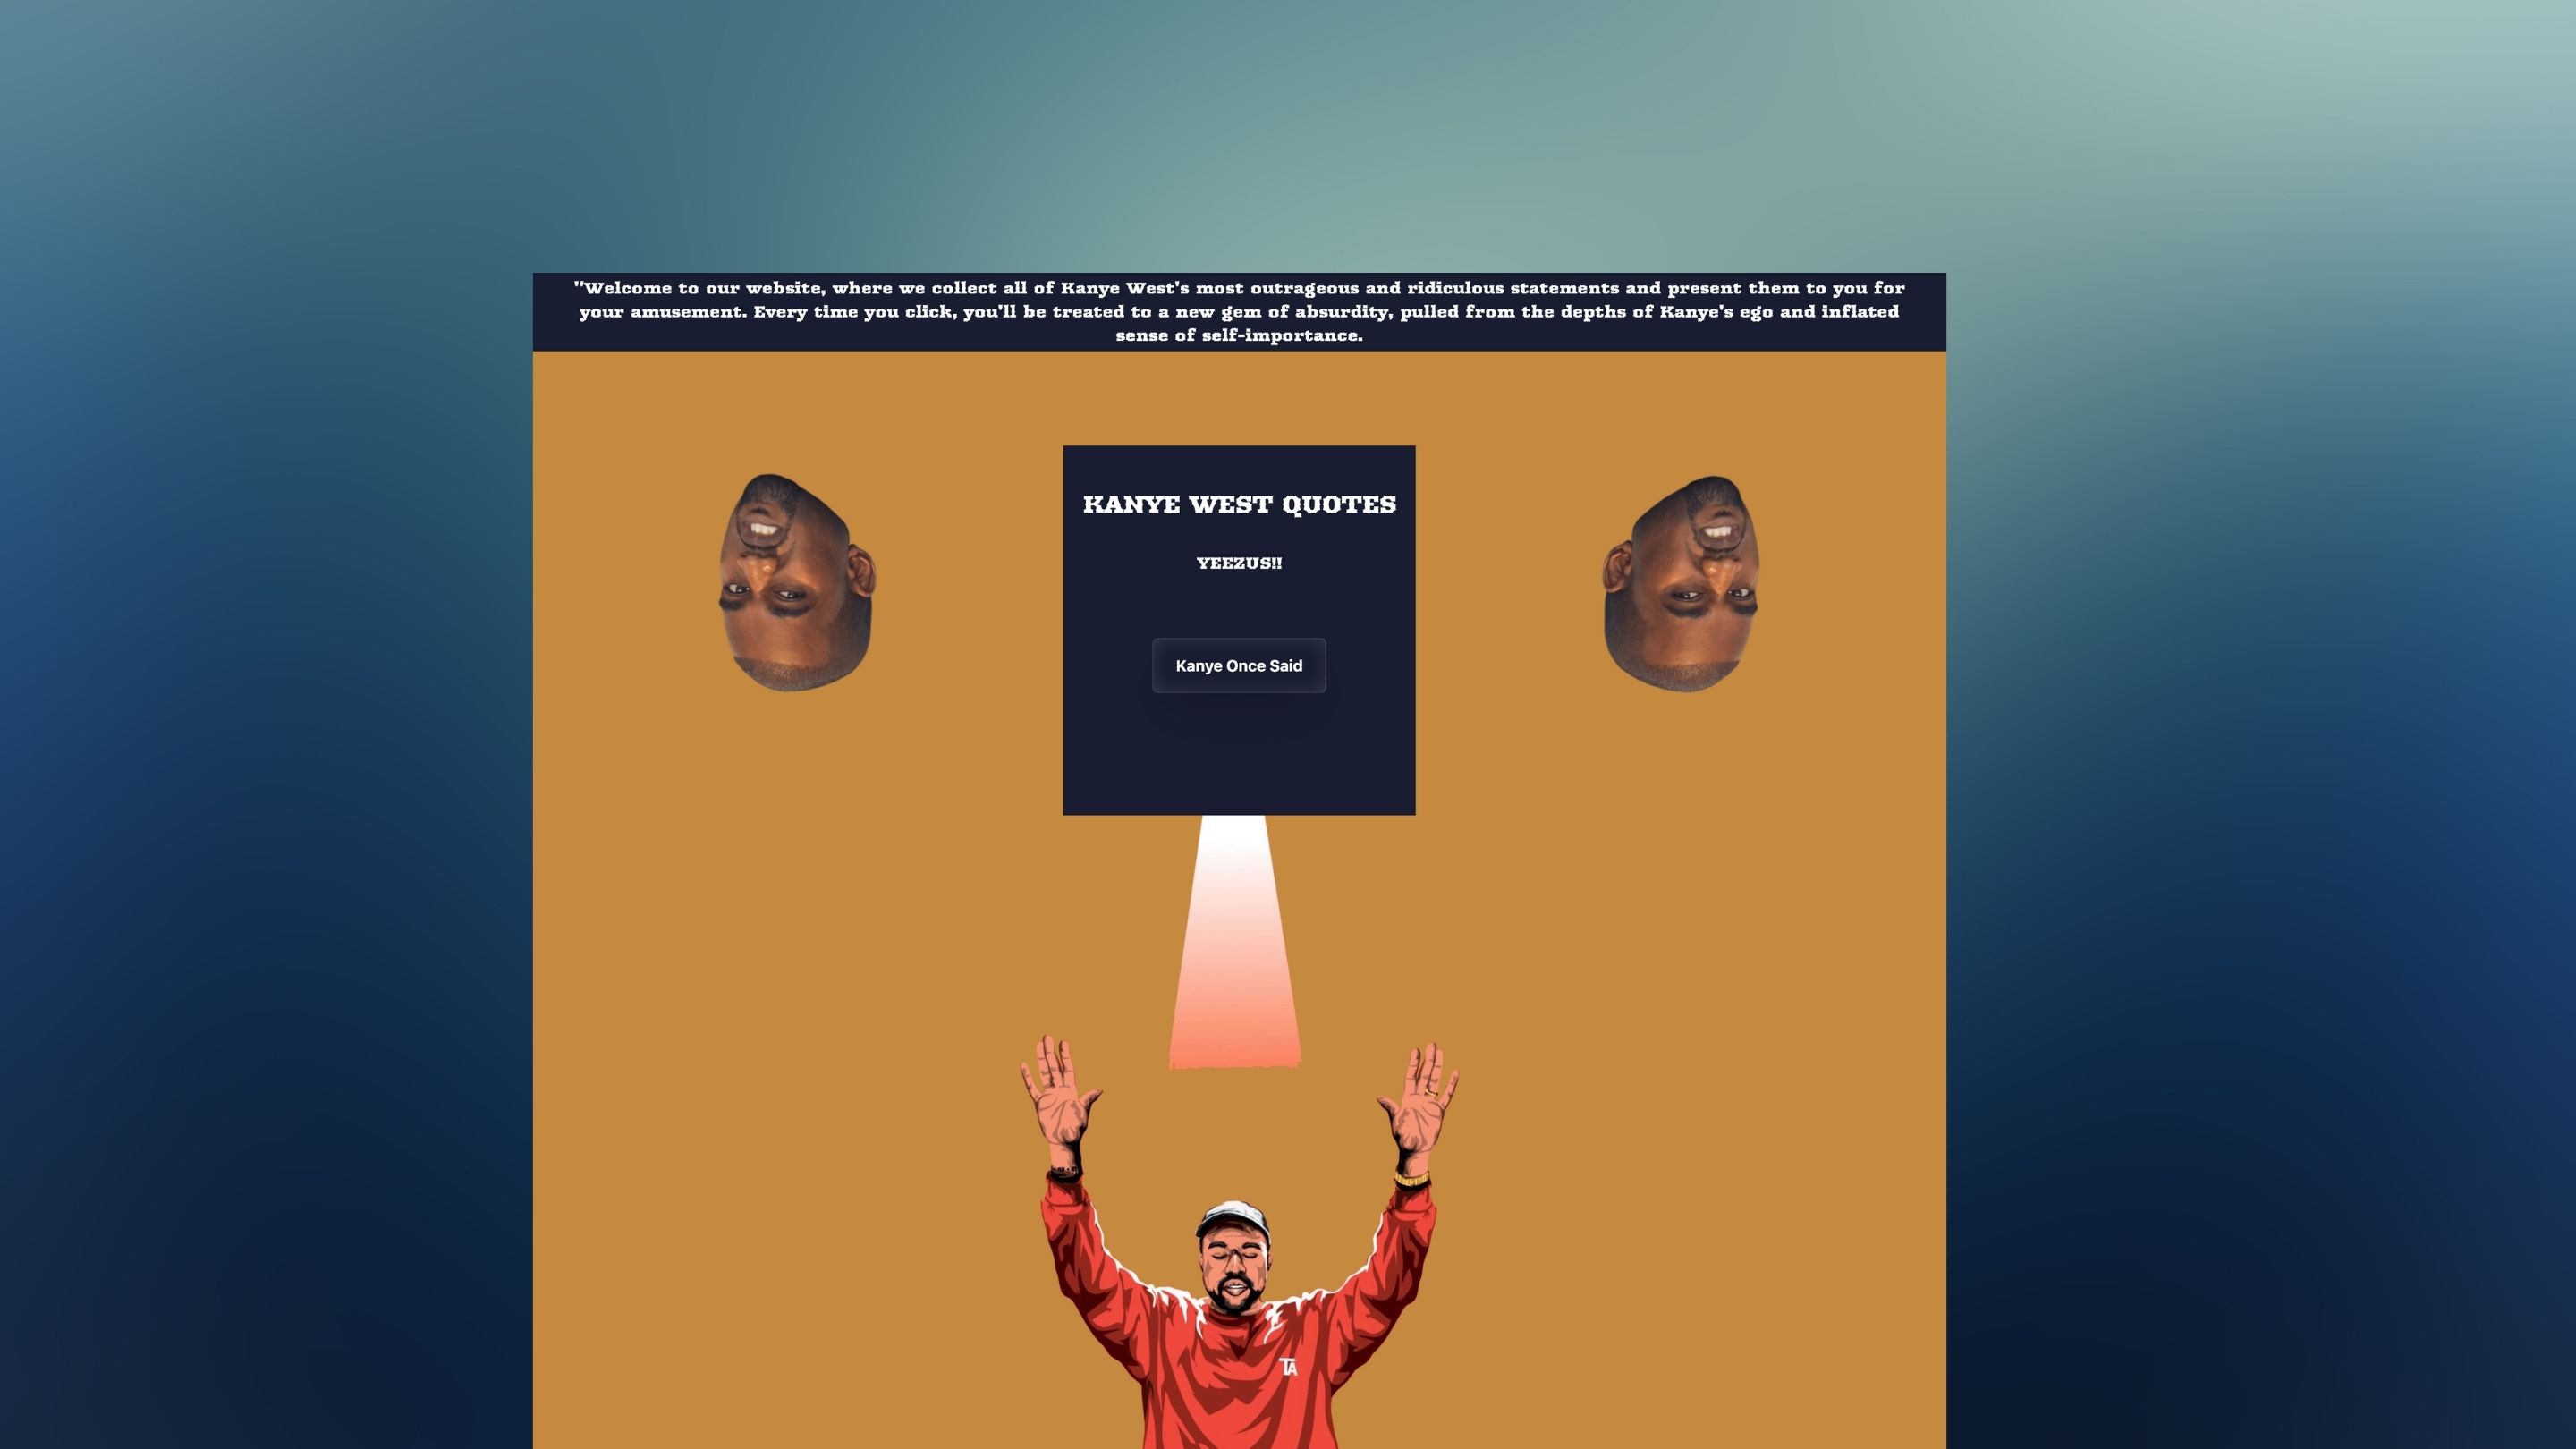 "Welcome to our website, where we collect all of Kanye West's most outrageous and ridiculous statements and present them to you for
your amusement. Every time you click, you'll be treated to a new gem of absurdity, pulled from the depths of Kanye's ego and inflated
sense of self-importance.
KANYE WEST QUOTES
YEEZUS!!
Kanye Once Said
TA